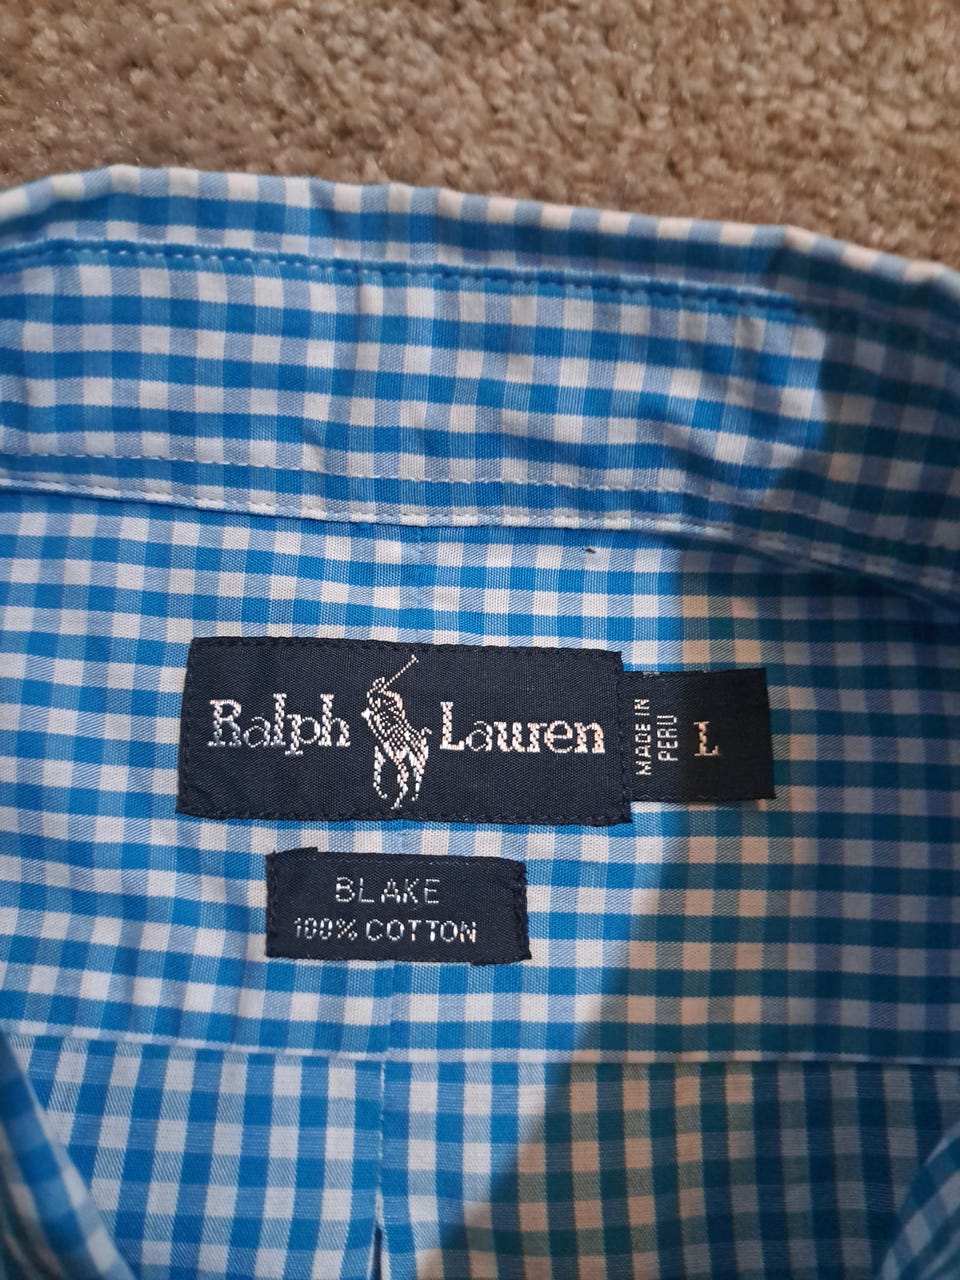 Ralph Lauren
MADE IN
PERU
L
BLAKE
100% COTTON